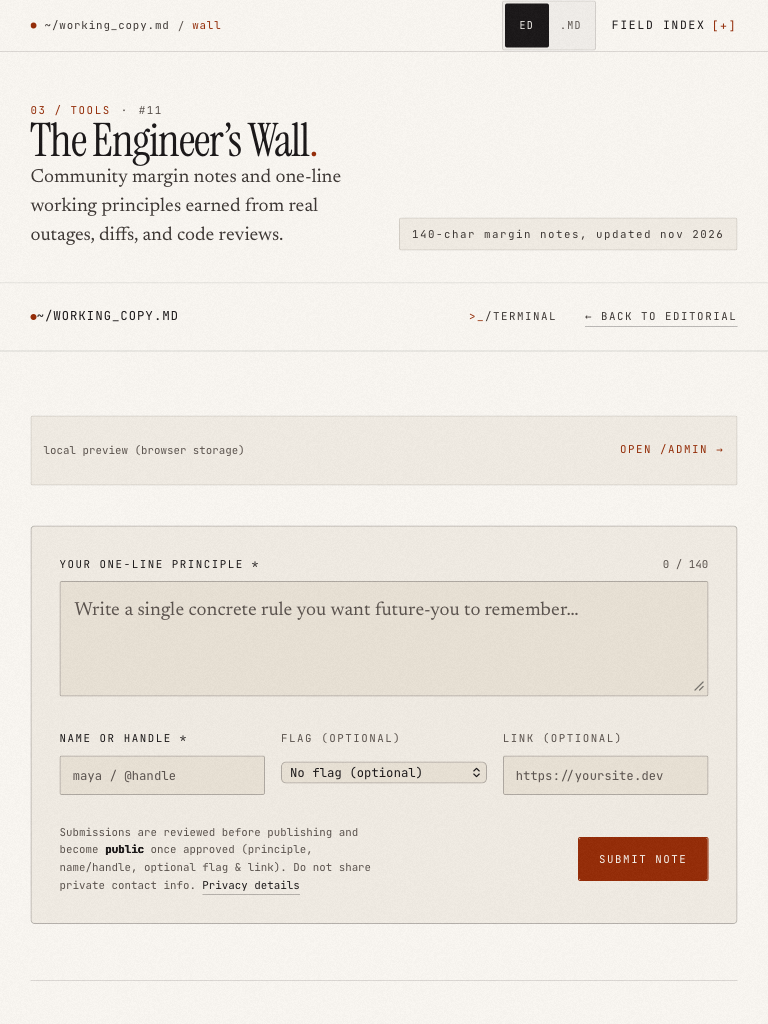 ● ~/working_copy.md / wall
ED
.MD
FIELD INDEX [+]
03 / TOOLS · #11
The Engineer’s Wall.
Community margin notes and one-line
working principles earned from real
outages, diffs, and code reviews.
140-char margin notes, updated nov 2026
●~/WORKING_COPY.MD
>_/TERMINAL
← BACK TO EDITORIAL
local preview (browser storage)
OPEN /ADMIN →
YOUR ONE-LINE PRINCIPLE *
0 / 140
Write a single concrete rule you want future-you to remember…
NAME OR HANDLE *
FLAG (OPTIONAL)
LINK (OPTIONAL)
maya / @handle
No flag (optional)
https://yoursite.dev
Submissions are reviewed before publishing and
become public once approved (principle,
name/handle, optional flag & link). Do not share
private contact info. Privacy details
SUBMIT NOTE